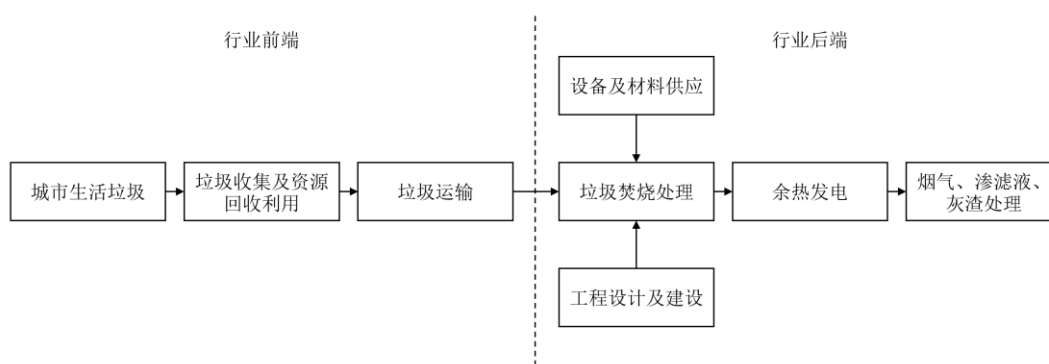 行业前端
行业后端
设备及材料供应
城市生活垃圾
垃圾收集及资源
回收利用
垃圾运输
垃圾焚烧处理
余热发电
烟气、渗滤液、
灰渣处理
工程设计及建设